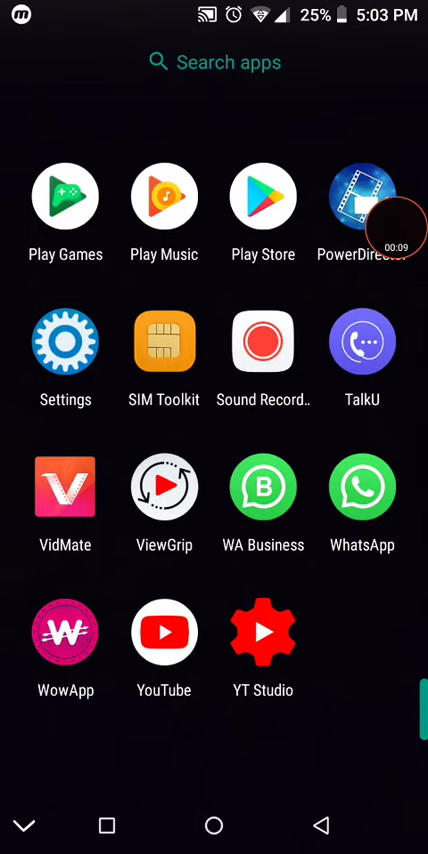 25% 5:03 PM
Search apps
Play Games Play Music Play Store PowerDirector
00:09
Settings SIM Toolkit Sound Record.. TalkU
VidMate ViewGrip WA Business WhatsApp
WowApp YouTube YT Studio